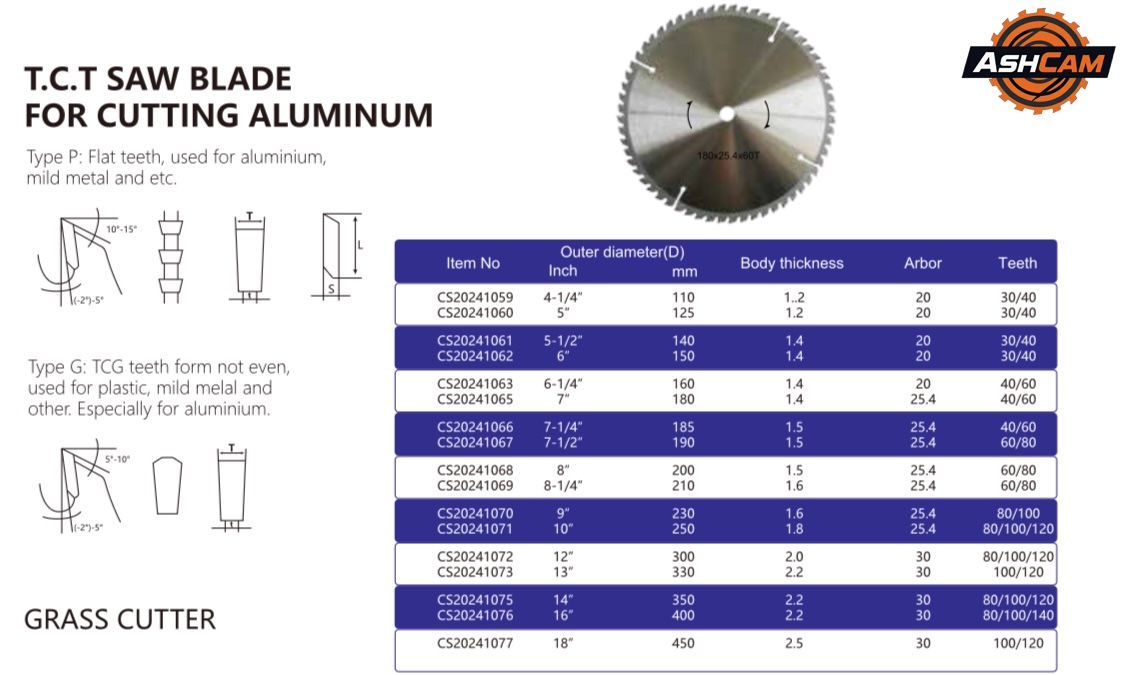 ASHCAM
T.C.T SAW BLADE
FOR CUTTING ALUMINUM
Type P: Flat teeth, used for aluminium,
mild metal and etc.
180x25.4x60T
10°-15°
T
L
(-2°)-5°
t
S
Type G: TCG teeth form not even,
used for plastic, mild melal and
other. Especially for aluminium.
5°-10°
T
(-2°)-5°
t
GRASS CUTTER
Item No Outer diameter(D) Body thickness Arbor Teeth
Inch mm
CS20241059 4-1/4" 110 1..2 20 30/40
CS20241060 5" 125 1.2 20 30/40
CS20241061 5-1/2" 140 1.4 20 30/40
CS20241062 6" 150 1.4 20 30/40
CS20241063 6-1/4" 160 1.4 20 40/60
CS20241065 7" 180 1.4 25.4 40/60
CS20241066 7-1/4" 185 1.5 25.4 40/60
CS20241067 7-1/2" 190 1.5 25.4 60/80
CS20241068 8" 200 1.5 25.4 60/80
CS20241069 8-1/4" 210 1.6 25.4 60/80
CS20241070 9" 230 1.6 25.4 80/100
CS20241071 10" 250 1.8 25.4 80/100/120
CS20241072 12" 300 2.0 30 80/100/120
CS20241073 13" 330 2.2 30 100/120
CS20241075 14" 350 2.2 30 80/100/120
CS20241076 16" 400 2.2 30 80/100/140
CS20241077 18" 450 2.5 30 100/120